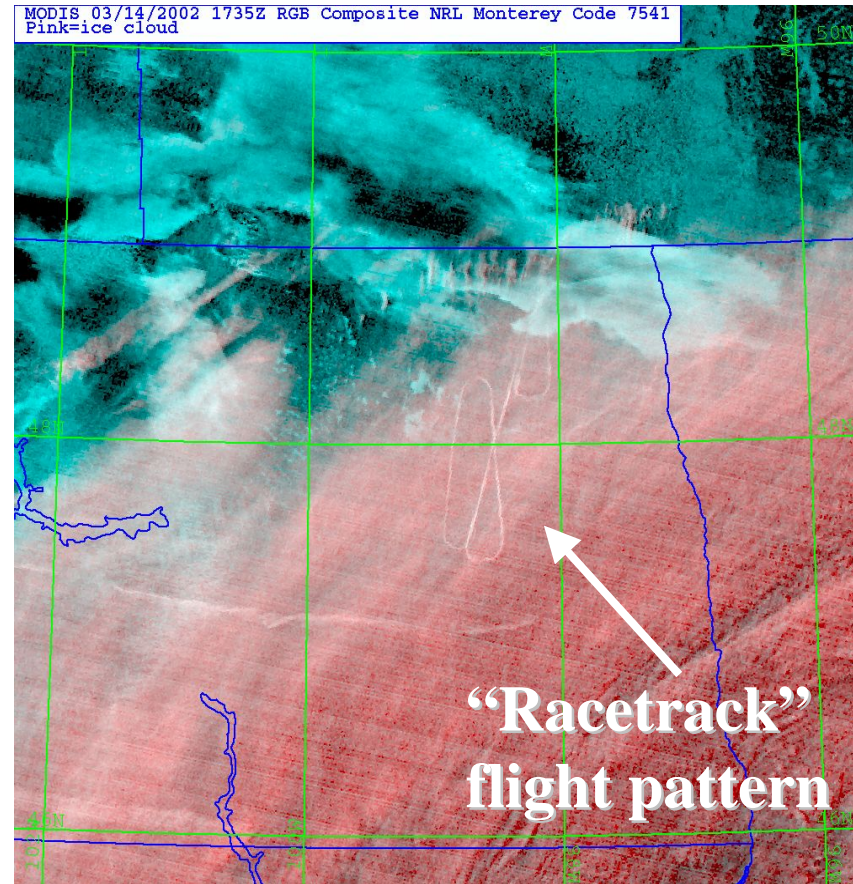 MODIS 03/14/2002 1735Z RGB Composite NRL Monterey Code 7541
Pink=ice cloud
50N
48N
48N
“Racetrack”
flight pattern
46N
46N